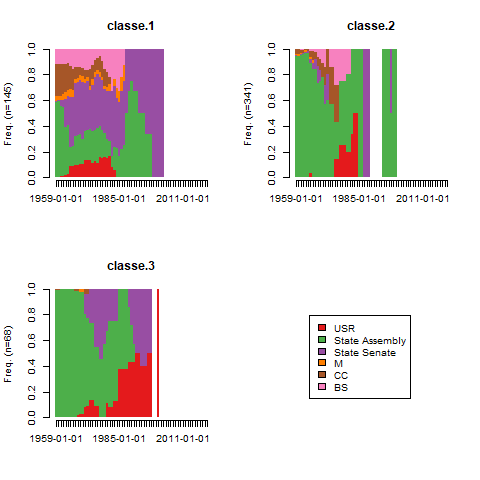 classe.1
Freq. (n=145)
0.0 0.2 0.4 0.6 0.8 1.0
1959-01-01 1985-01-01 2011-01-01
classe.2
Freq. (n=341)
0.0 0.2 0.4 0.6 0.8 1.0
1959-01-01 1985-01-01 2011-01-01
classe.3
Freq. (n=68)
0.0 0.2 0.4 0.6 0.8 1.0
1959-01-01 1985-01-01 2011-01-01
USR
State Assembly
State Senate
M
CC
BS